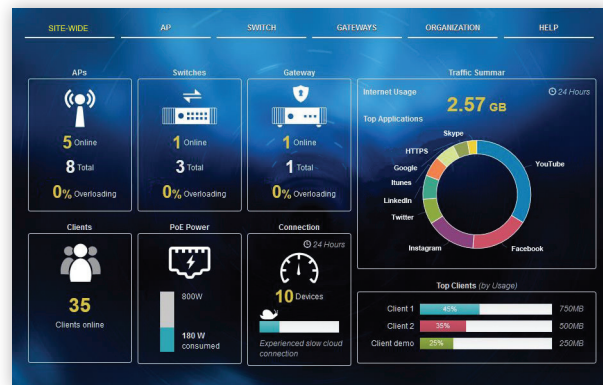 SITE-WIDE AP SWITCH GATEWAYS ORGANIZATION HELP
APs
5 Online
8 Total
0% Overloading
Switches
1 Online
3 Total
0% Overloading
Gateway
1 Online
1 Total
0% Overloading
Traffic Summar
Internet Usage
24 Hours
2.57 GB
Top Applications
Skype
HTTPS
Google
Itunes
LinkedIn
Twitter
Instagram
Facebook
YouTube
Clients
35
Clients online
PoE Power
800W
180 W
consumed
Connection
24 Hours
10 Devices
Experienced slow cloud
connection
Top Clients (by Usage)
Client 1 45% 750MB
Client 2 35% 500MB
Client demo 25% 250MB